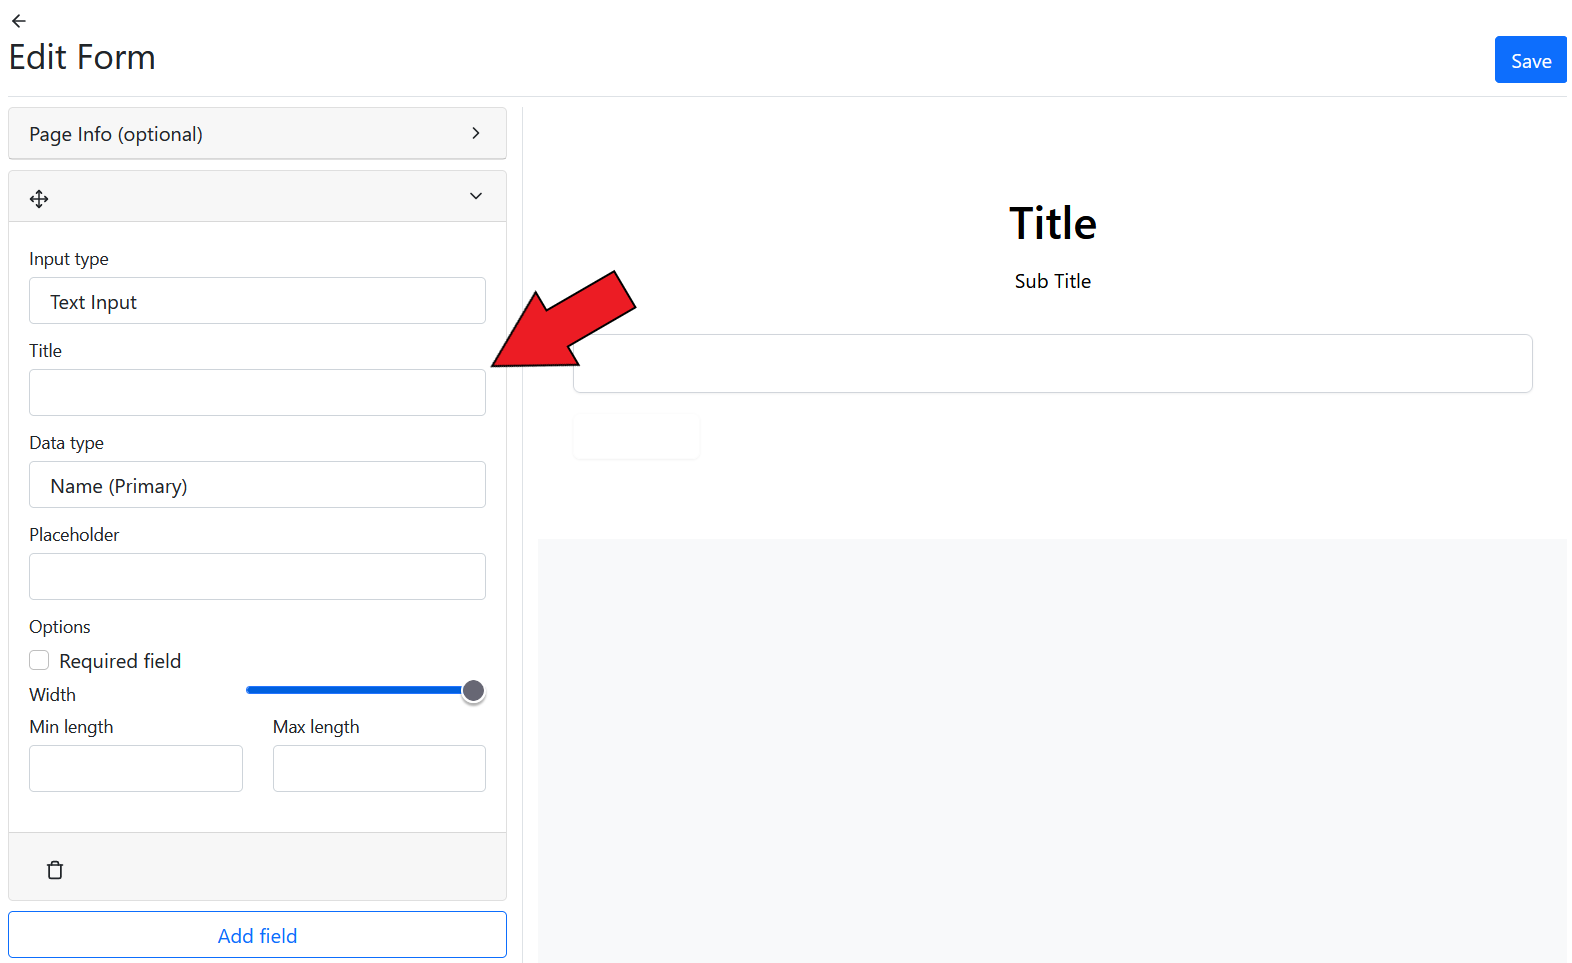 Edit Form
Save
Page Info (optional)
Input type
Text Input
Title
Data type
Name (Primary)
Placeholder
Options
Required field
Width
Min length
Max length
Add field
Title
Sub Title